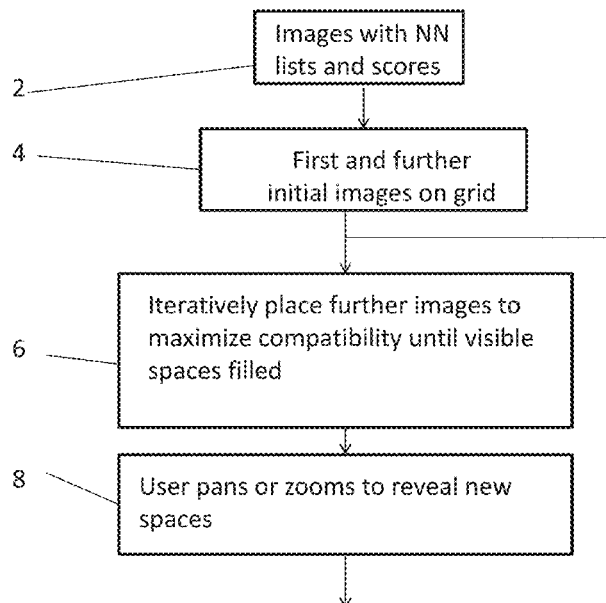 Images with NN
lists and scores
2
4
First and further
initial images on grid
Iteratively place further images to
maximize compatibility until visible
spaces filled
6
8
User pans or zooms to reveal new
spaces